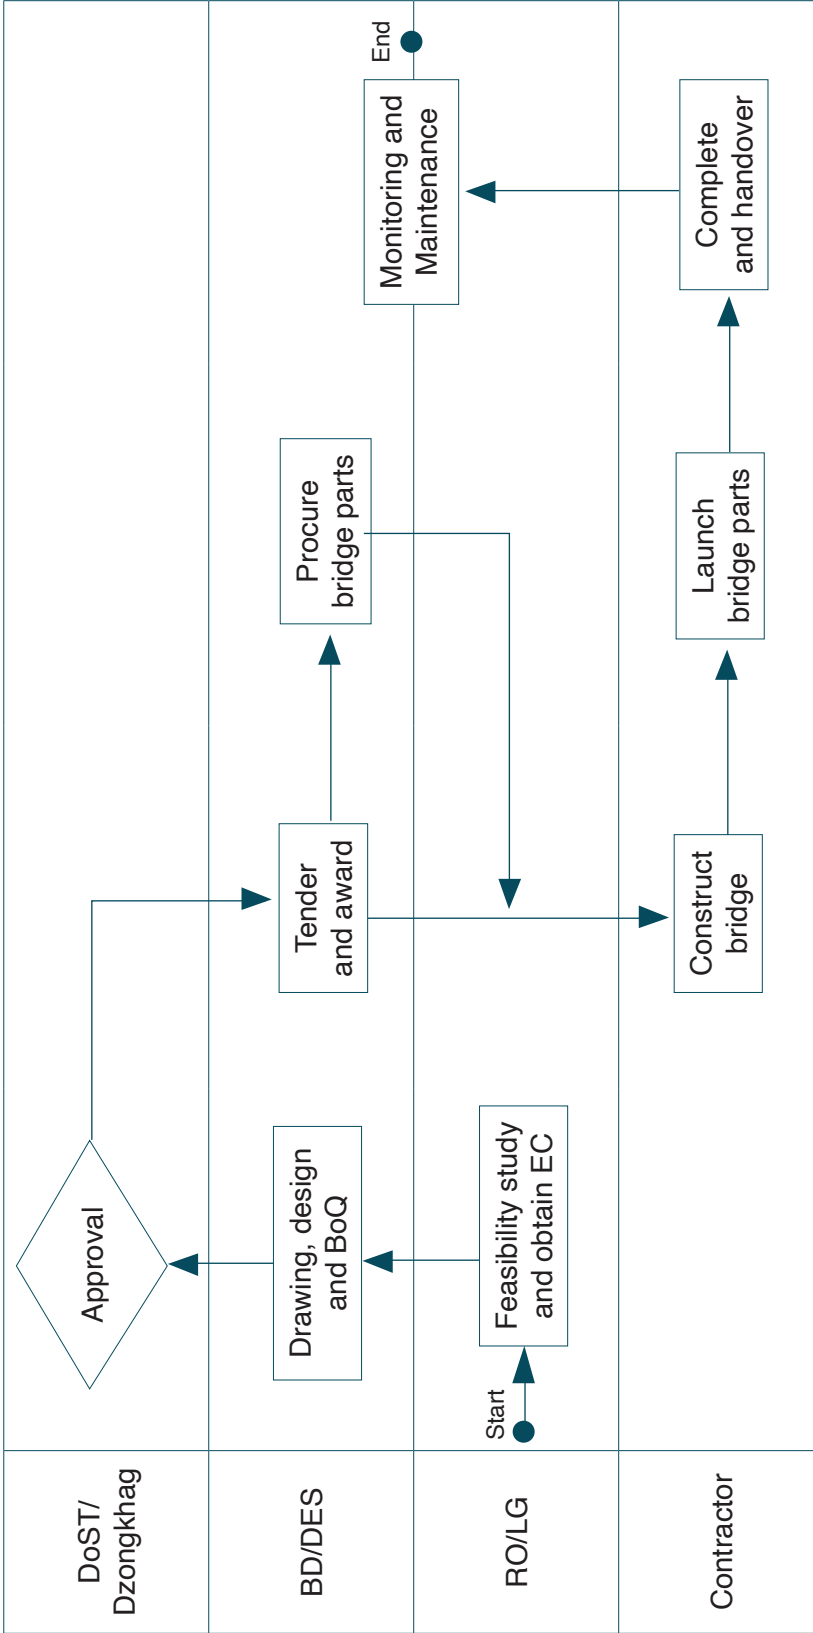 DoST/
Dzongkhag
Approval
BD/DES
Drawing, design
and BoQ
Tender
and award
Procure
bridge parts
Monitoring and
Maintenance
End
RO/LG
Start
Feasibility study
and obtain EC
Contractor
Construct
bridge
Launch
bridge parts
Complete
and handover